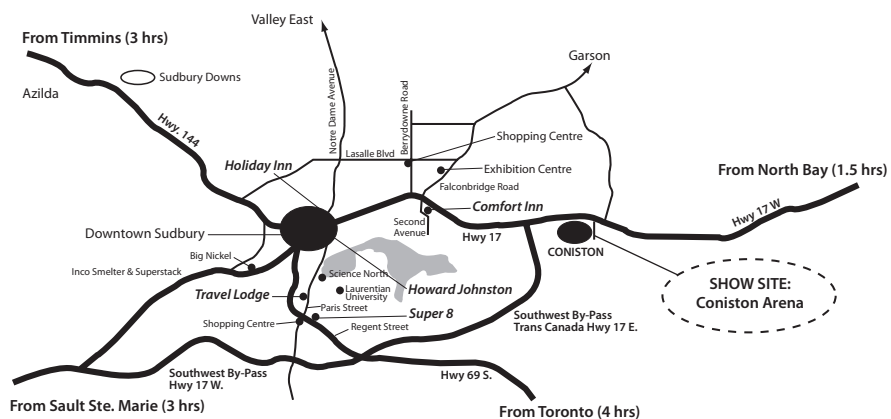 Valley East
From Timmins (3 hrs)
Garson
Sudbury Downs
Azilda
Notre Dame Avenue
Berrydowne Road
Hwy. 144
Shopping Centre
Lasalle Blvd
Holiday Inn
Exhibition Centre
From North Bay (1.5 hrs)
Falconbridge Road
Comfort Inn
Hwy 17 W
Second
Avenue
Hwy 17
Downtown Sudbury
CONISTON
Big Nickel
Inco Smelter & Superstack
Science North
SHOW SITE:
Coniston Arena
Laurentian
University
Howard Johnston
Travel Lodge
Paris Street
Super 8
Southwest By-Pass
Trans Canada Hwy 17 E.
Shopping Centre
Regent Street
Southwest By-Pass
Hwy 17 W.
Hwy 69 S.
From Sault Ste. Marie (3 hrs)
From Toronto (4 hrs)